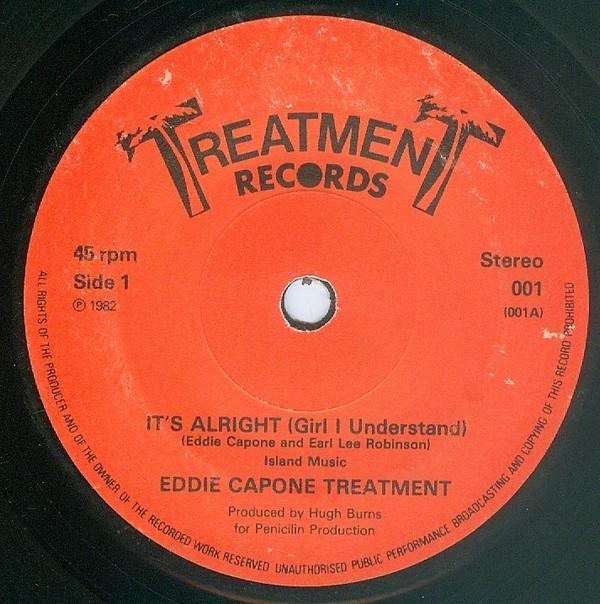 TREATMENT
RECORDS
45 rpm
Side 1
℗ 1982
Stereo
001
(001A)
IT'S ALRIGHT (Girl I Understand)
(Eddie Capone and Earl Lee Robinson)
Island Music
EDDIE CAPONE TREATMENT
Produced by Hugh Burns
for Penicilin Production
ALL RIGHTS OF THE PRODUCER AND OF THE OWNER OF THE RECORDED WORK RESERVED UNAUTHORISED PUBLIC PERFORMANCE BROADCASTING AND COPYING OF THIS RECORD PROHIBITED